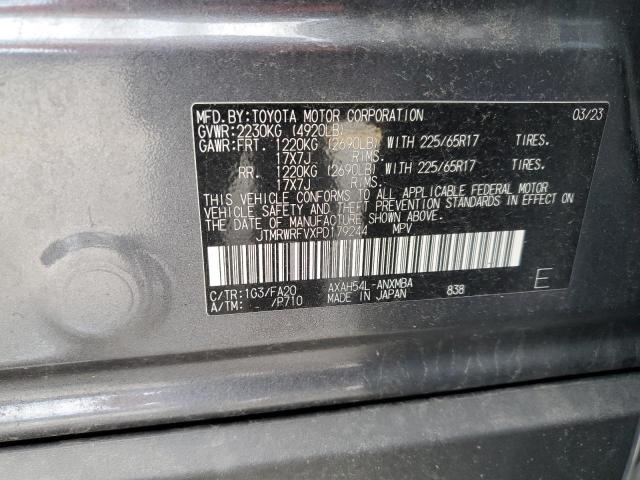 MFD. BY: TOYOTA MOTOR CORPORATION 03/23
GVWR: 2230KG (4920LB)
GAWR: FRT. 1220KG (2690LB) WITH 225/65R17 TIRES.
17X7J RIMS.
RR. 1220KG (2690LB) WITH 225/65R17 TIRES.
17X7J RIMS.
THIS VEHICLE CONFORMS TO ALL APPLICABLE FEDERAL MOTOR
VEHICLE SAFETY AND THEFT PREVENTION STANDARDS IN EFFECT ON
THE DATE OF MANUFACTURE SHOWN ABOVE.
JTMRWRFVXPD179244 MPV
C/TR: 1G3/FA20 AXAH54L-ANXMBA
A/TM: - /P710 MADE IN JAPAN 838 E